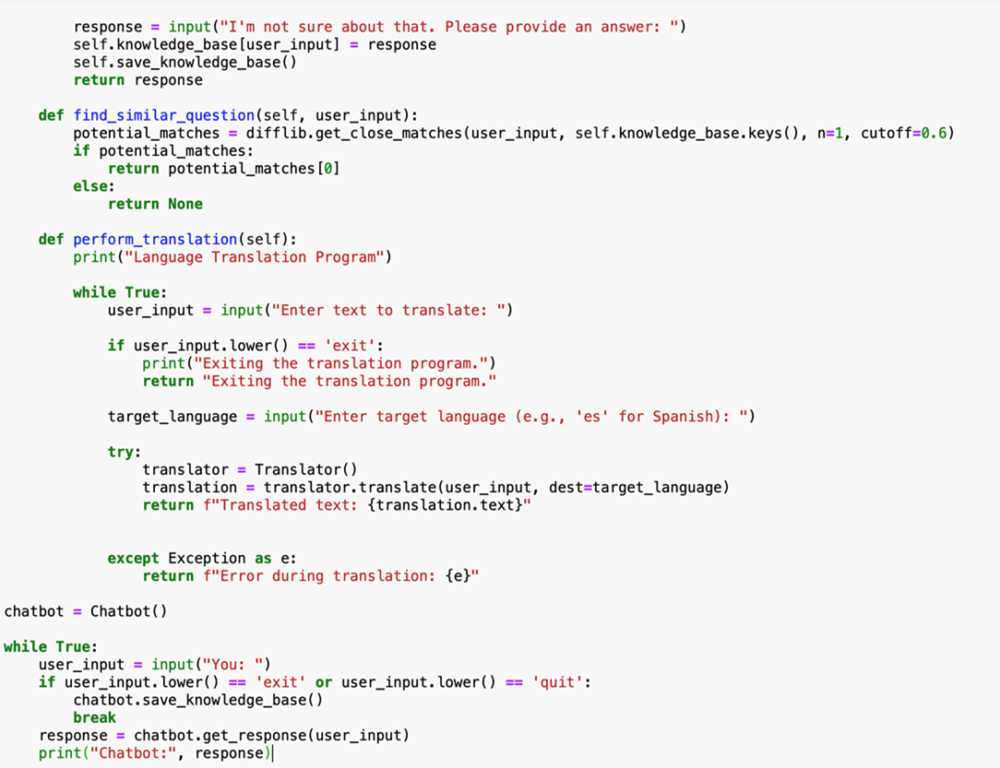 response = input("I'm not sure about that. Please provide an answer: ")
self.knowledge_base[user_input] = response
self.save_knowledge_base()
return response
def find_similar_question(self, user_input):
potential_matches = difflib.get_close_matches(user_input, self.knowledge_base.keys(), n=1, cutoff=0.6)
if potential_matches:
return potential_matches[0]
else:
return None
def perform_translation(self):
print("Language Translation Program")
while True:
user_input = input("Enter text to translate: ")
if user_input.lower() == 'exit':
print("Exiting the translation program.")
return "Exiting the translation program."
target_language = input("Enter target language (e.g., 'es' for Spanish): ")
try:
translator = Translator()
translation = translator.translate(user_input, dest=target_language)
return f"Translated text: {translation.text}"
except Exception as e:
return f"Error during translation: {e}"
chatbot = Chatbot()
while True:
user_input = input("You: ")
if user_input.lower() == 'exit' or user_input.lower() == 'quit':
chatbot.save_knowledge_base()
break
response = chatbot.get_response(user_input)
print("Chatbot:", response)